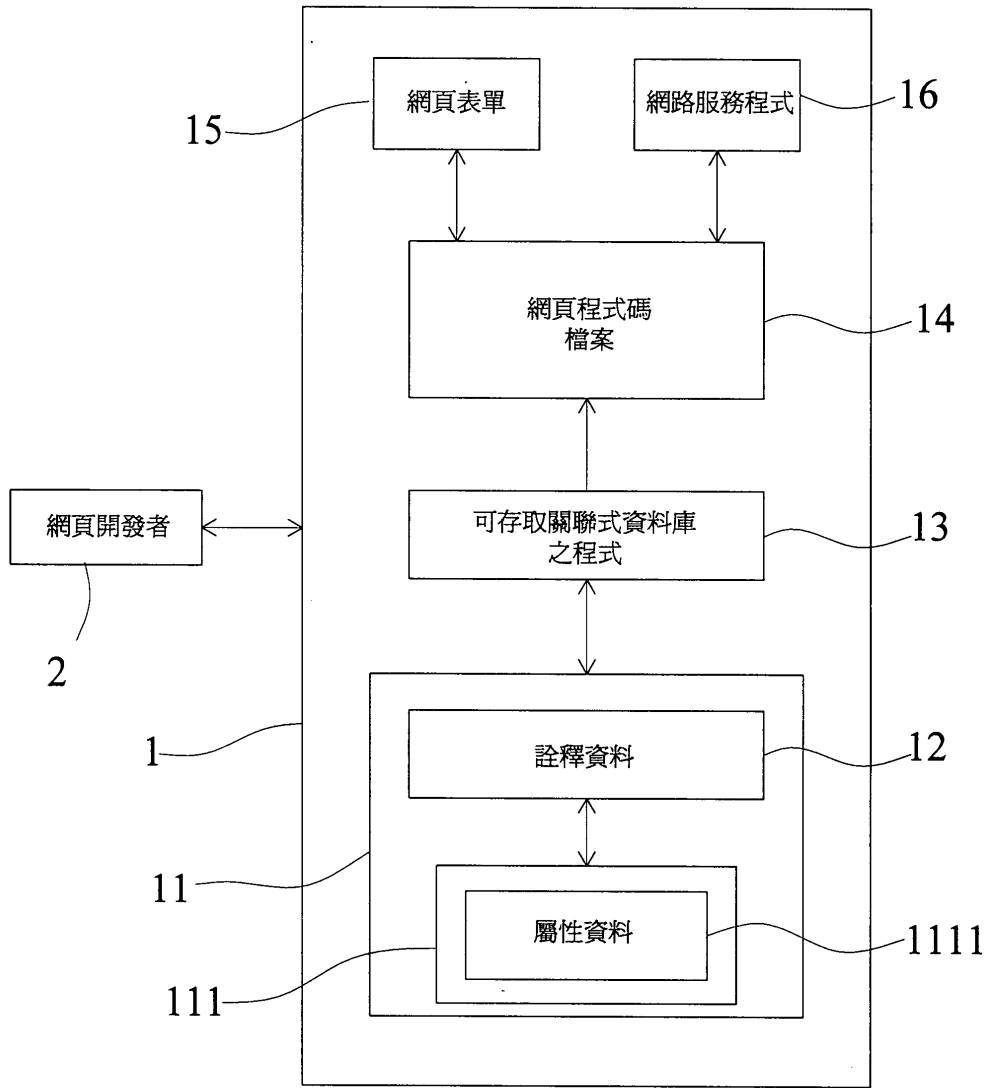 網頁表單
網路服務程式
15
16
網頁程式碼
檔案
14
網頁開發者
可存取關聯式資料庫
之程式
13
2
1
詮釋資料
12
11
屬性資料
1111
111